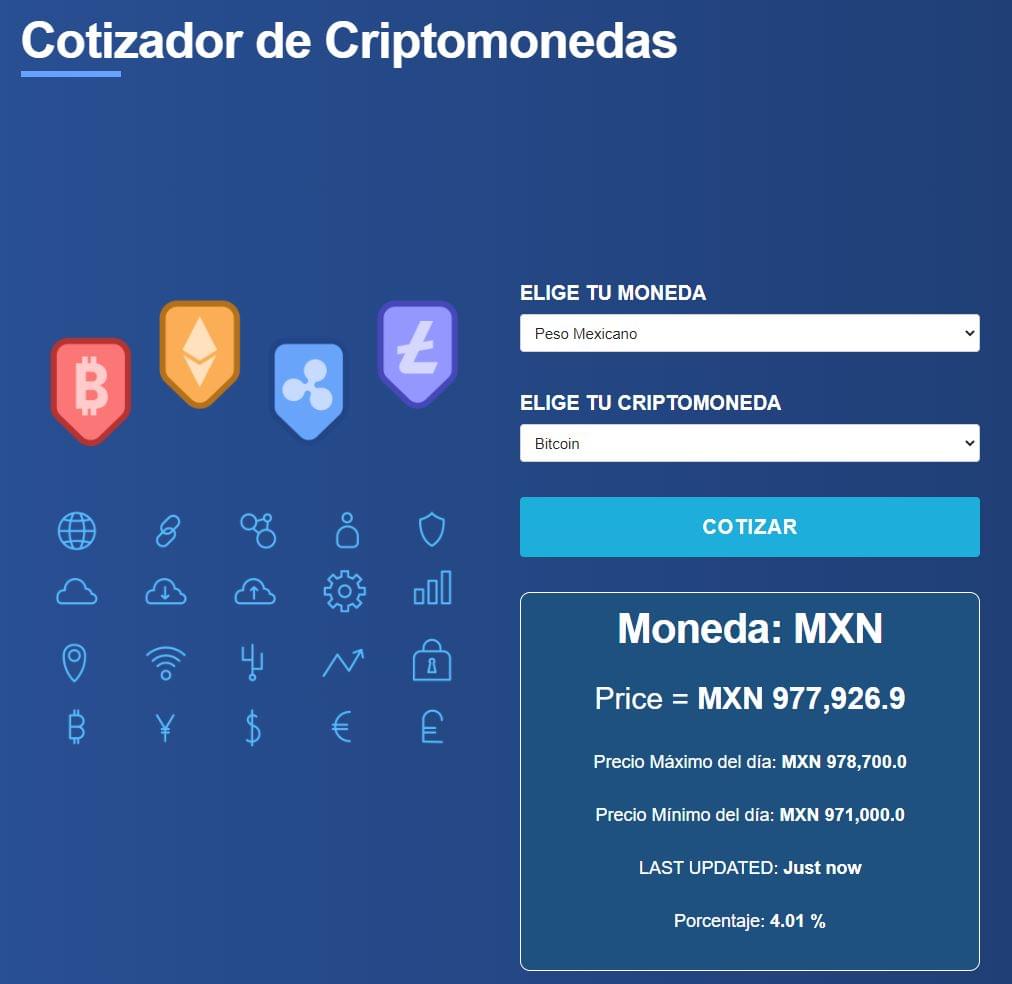 Cotizador de Criptomonedas
ELIGE TU MONEDA
Peso Mexicano
ELIGE TU CRIPTOMONEDA
Bitcoin
COTIZAR
Moneda: MXN
Price = MXN 977,926.9
Precio Máximo del día: MXN 978,700.0
Precio Mínimo del día: MXN 971,000.0
LAST UPDATED: Just now
Porcentaje: 4.01 %